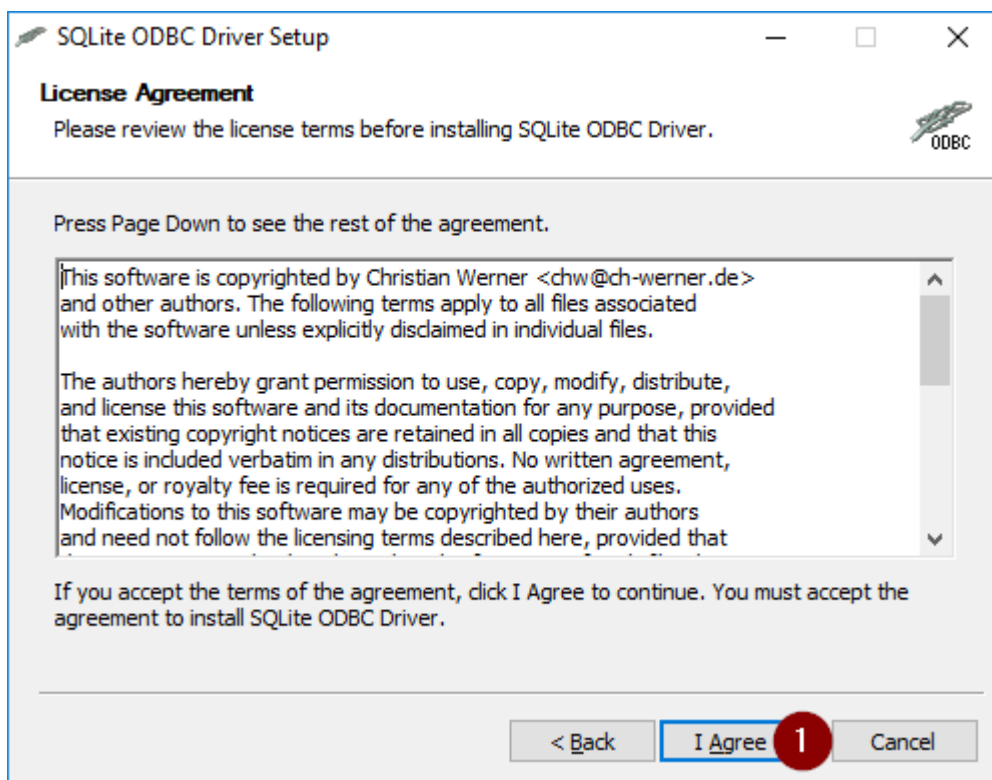 SQLite ODBC Driver Setup
License Agreement
Please review the license terms before installing SQLite ODBC Driver.
ODBC
Press Page Down to see the rest of the agreement.
This software is copyrighted by Christian Werner <chw@ch-werner.de>
and other authors. The following terms apply to all files associated
with the software unless explicitly disclaimed in individual files.
The authors hereby grant permission to use, copy, modify, distribute,
and license this software and its documentation for any purpose, provided
that existing copyright notices are retained in all copies and that this
notice is included verbatim in any distributions. No written agreement,
license, or royalty fee is required for any of the authorized uses.
Modifications to this software may be copyrighted by their authors
and need not follow the licensing terms described here, provided that
If you accept the terms of the agreement, click I Agree to continue. You must accept the
agreement to install SQLite ODBC Driver.
< Back
I Agree
1
Cancel